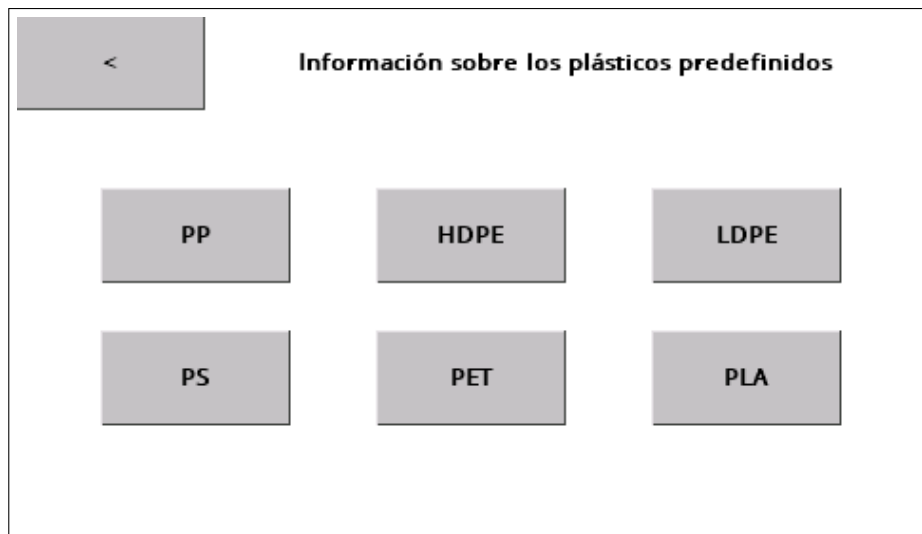 <
Información sobre los plásticos predefinidos
PP
HDPE
LDPE
PS
PET
PLA